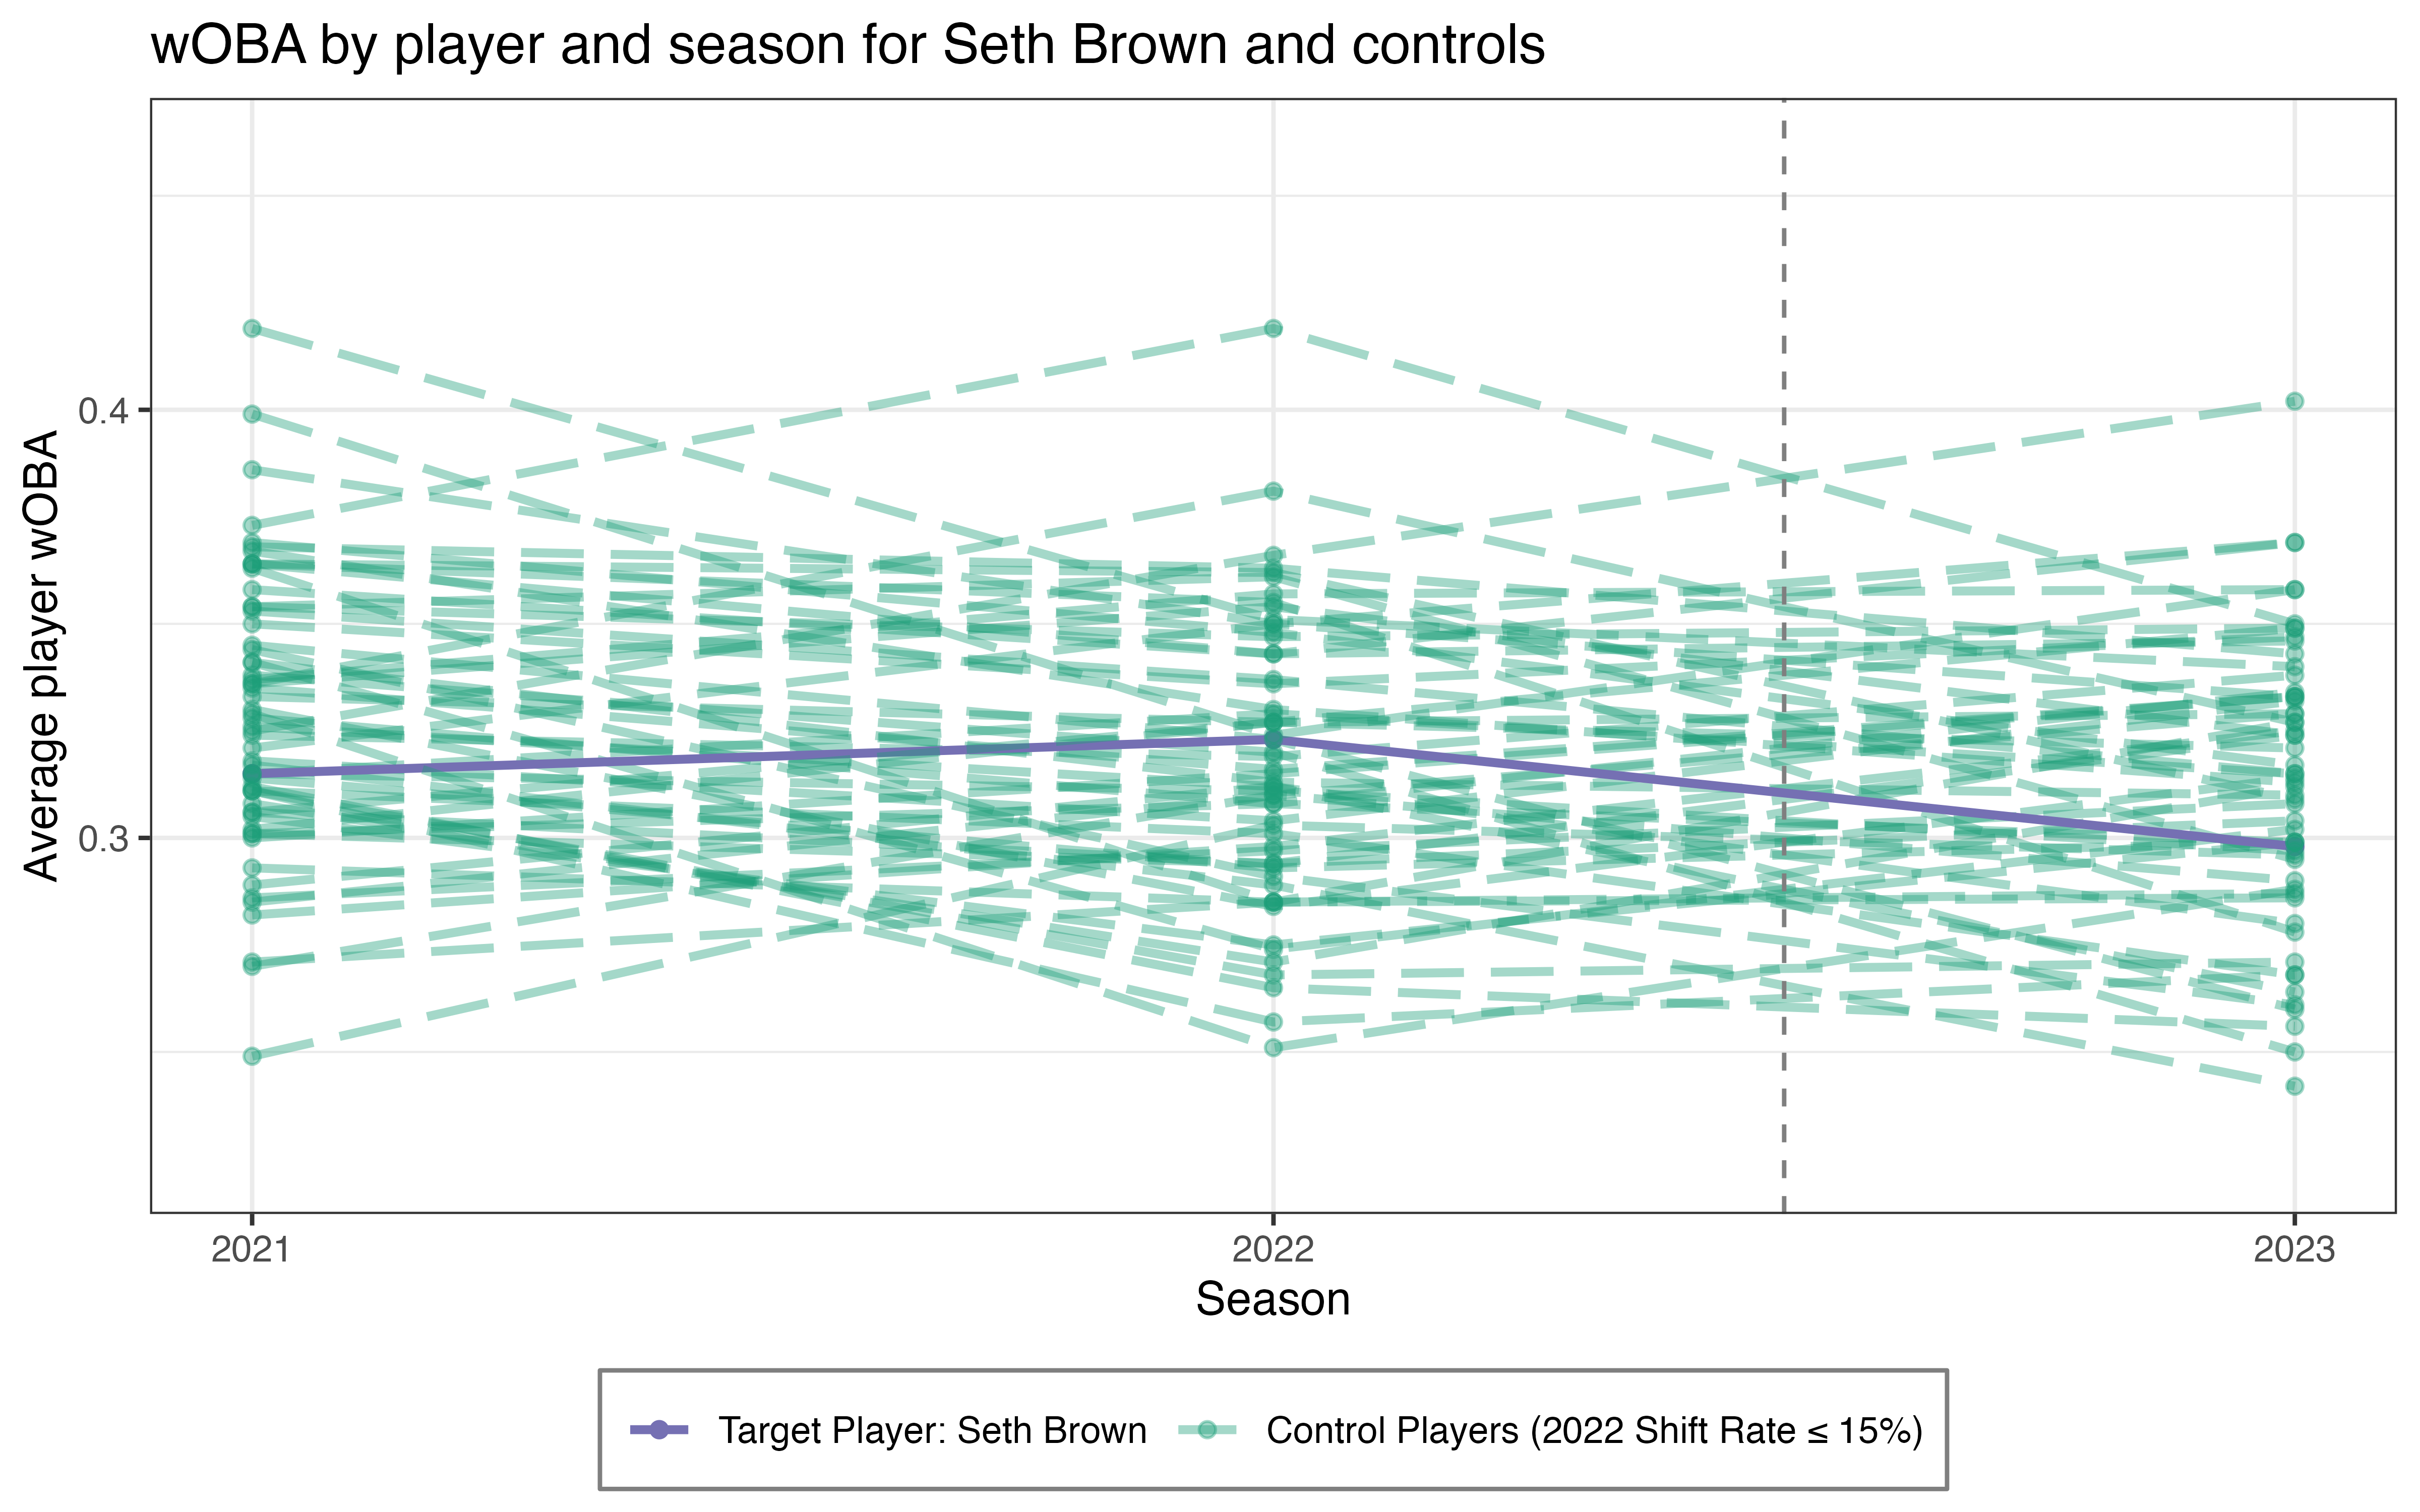 wOBA by player and season for Seth Brown and controls
Average player wOBA
0.4
0.3
2021
2022
2023
Season
Target Player: Seth Brown
Control Players (2022 Shift Rate ≤ 15%)